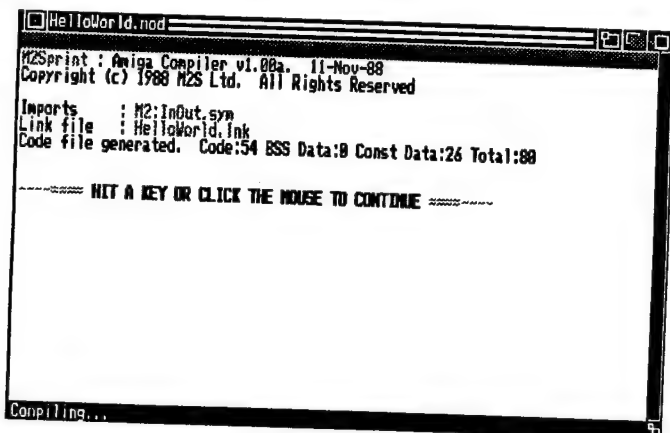 HelloWorld.mod
M2Sprint : Amiga Compiler v1.00a. 11-Nov-88
Copyright (c) 1988 M2S Ltd. All Rights Reserved
Imports : M2:InOut.sym
Link file : HelloWorld.lnk
Code file generated. Code:54 BSS Data:0 Const Data:26 Total:80
~~~~==== HIT A KEY OR CLICK THE MOUSE TO CONTINUE ====~~~~
Compiling...